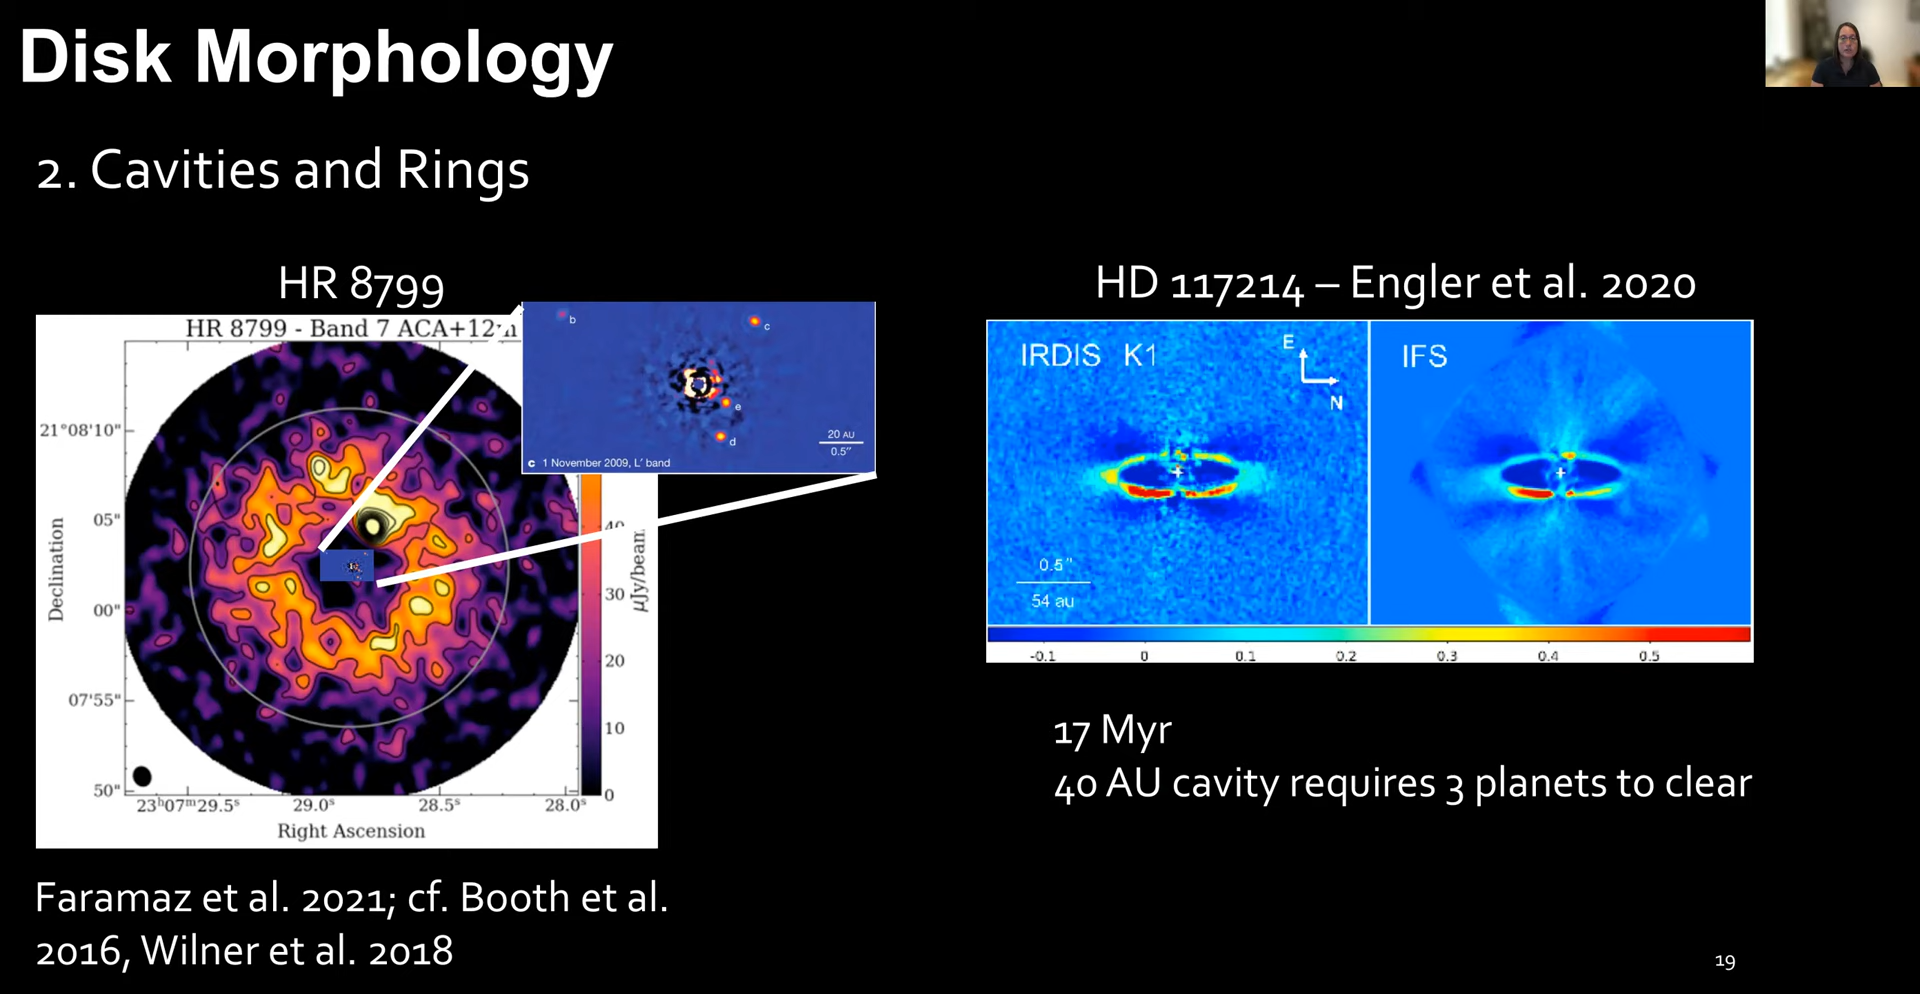 Disk Morphology
2. Cavities and Rings
HR 8799
HD 117214 – Engler et al. 2020
HR 8799 - Band 7 ACA+12
b
c
e
d
20 AU
0.5"
c 1 November 2009, L' band
21°08'10"
05"
00"
07'55"
50"
Declination
23h07m29.5s
29.0s
28.5s
28.0s
Right Ascension
40
30
20
10
0
μJy/beam
IRDIS K1
E
N
IFS
0.5"
54 au
-0.1
0
0.1
0.2
0.3
0.4
0.5
17 Myr
40 AU cavity requires 3 planets to clear
Faramaz et al. 2021; cf. Booth et al.
2016, Wilner et al. 2018
19